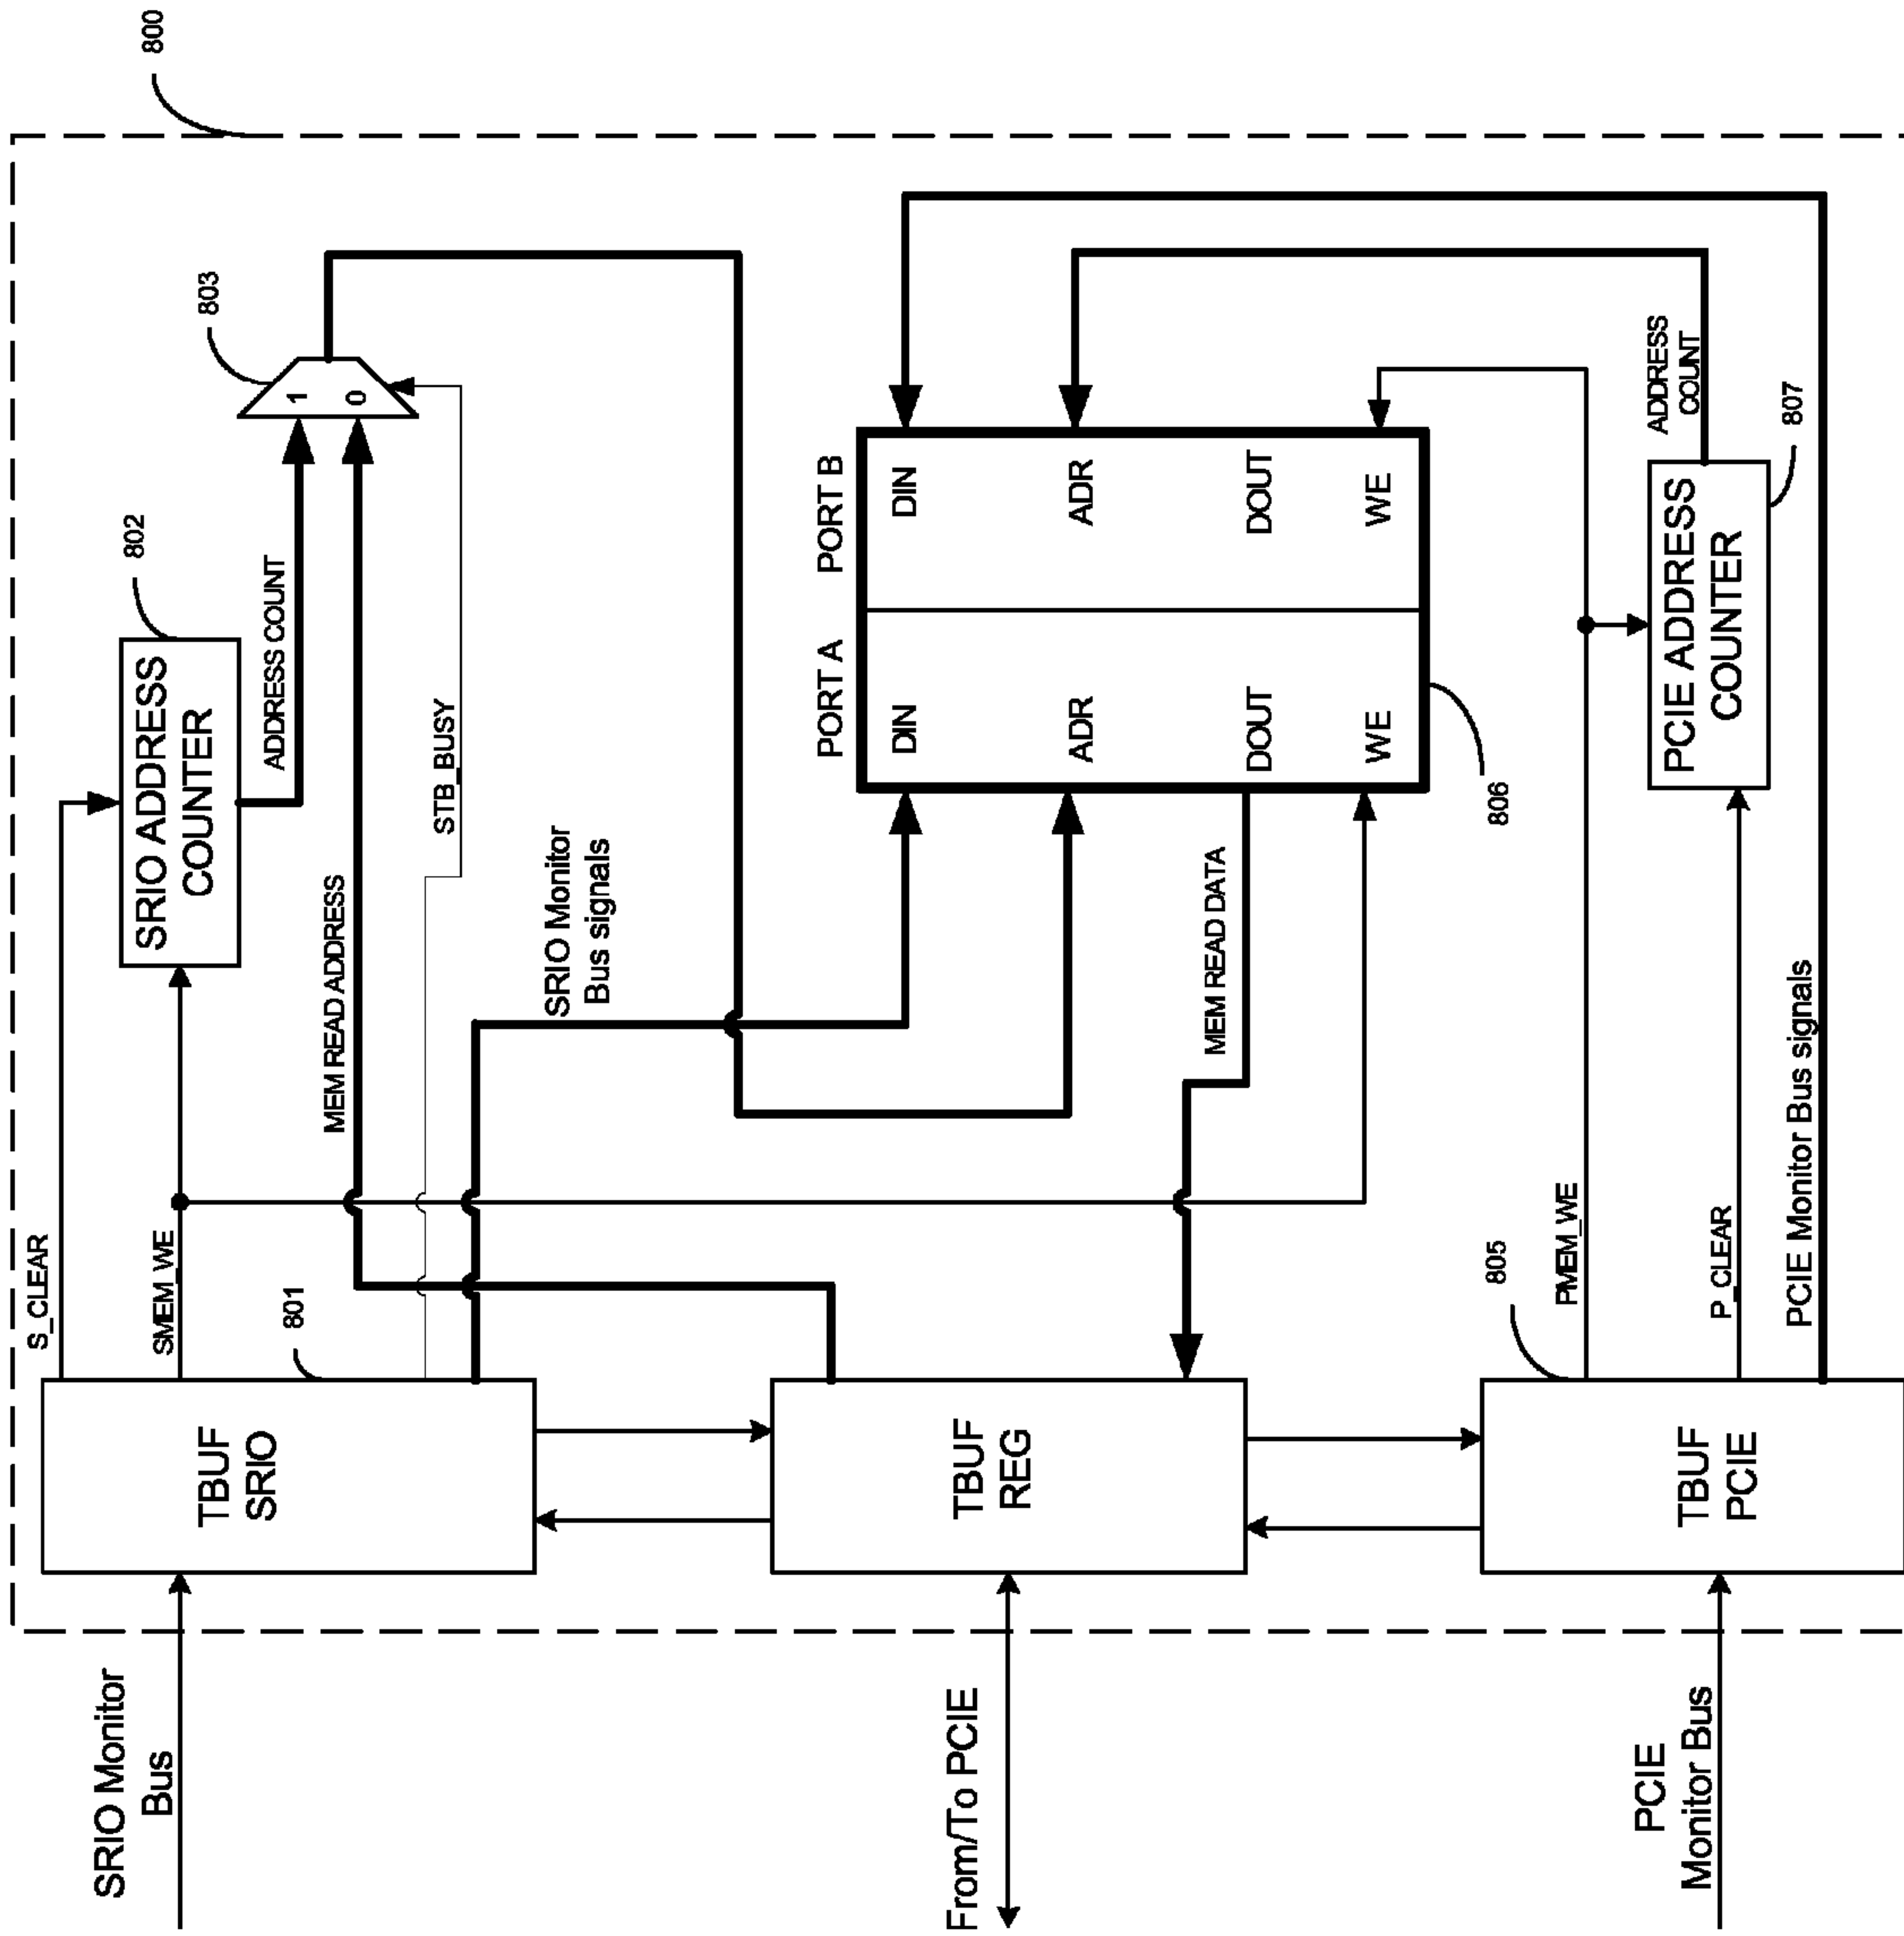 800
S_CLEAR
802
SRIO ADDRESS
COUNTER
803
SMEM_WE
ADDRESS COUNT
1
0
MEM READ ADDRESS
STB_BUSY
SRIO Monitor
Bus
801
TBUF
SRIO
SRIO Monitor
Bus signals
PORT A
PORT B
DIN
DIN
ADR
ADR
DOUT
DOUT
WE
WE
806
MEM READ DATA
From/To PCIE
TBUF
REG
805
PMEM_WE
ADDRESS
COUNT
PCIE ADDRESS
COUNTER
807
P_CLEAR
PCIE
Monitor Bus
TBUF
PCIE
PCIE Monitor Bus signals